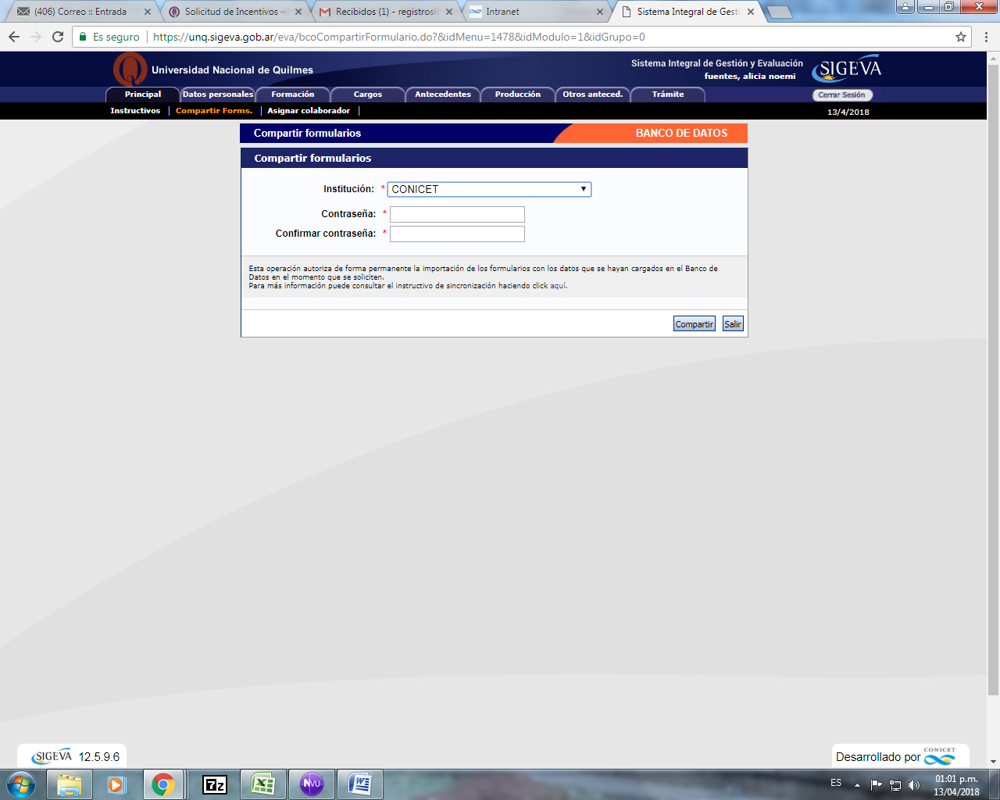 (406) Correo :: Entrada
Solicitud de Incentivos –
Recibidos (1) - registrosig
Intranet
Sistema Integral de Gest
Es seguro
https://unq.sigeva.gob.ar/eva/bcoCompartirFormulario.do?&idMenu=1478&idModulo=1&idGrupo=0
Universidad Nacional de Quilmes
Sistema Integral de Gestión y Evaluación
fuentes, alicia noemi
SIGEVA
Principal
Datos personales
Formación
Cargos
Antecedentes
Producción
Otros anteced.
Trámite
Cerrar Sesión
Instructivos
Compartir Forms.
Asignar colaborador
13/4/2018
Compartir formularios
BANCO DE DATOS
Compartir formularios
Institución: * CONICET
Contraseña: *
Confirmar contraseña: *
Esta operación autoriza de forma permanente la importación de los formularios con los datos que se hayan cargados en el Banco de
Datos en el momento que se soliciten.
Para más información puede consultar el instructivo de sincronización haciendo click aquí.
Compartir
Salir
SIGEVA 12.5.9.6
Desarrollado por CONICET
7z
NVU
ES
01:01 p.m.
13/04/2018